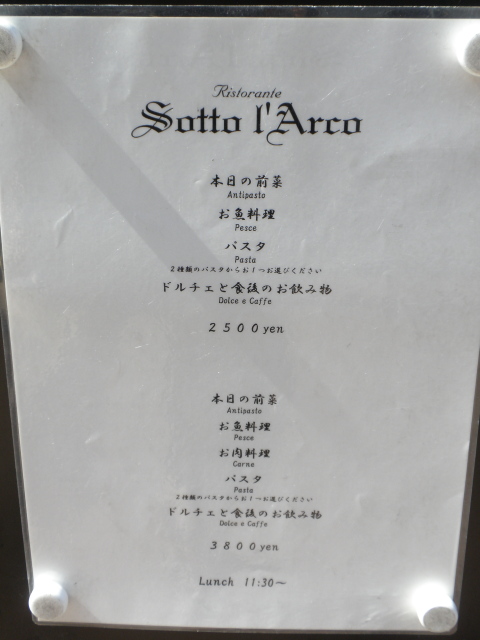 Ristorante
Sotto l'Arco
本日の前菜
Antipasto
お魚料理
Pesce
パスタ
Pasta
2種類のパスタからお1つお選びください
ドルチェと食後のお飲み物
Dolce e Caffe
2500yen
本日の前菜
Antipasto
お魚料理
Pesce
お肉料理
Carne
パスタ
Pasta
2種類のパスタからお1つお選びください
ドルチェと食後のお飲み物
Dolce e Caffe
3800yen
Lunch 11:30~